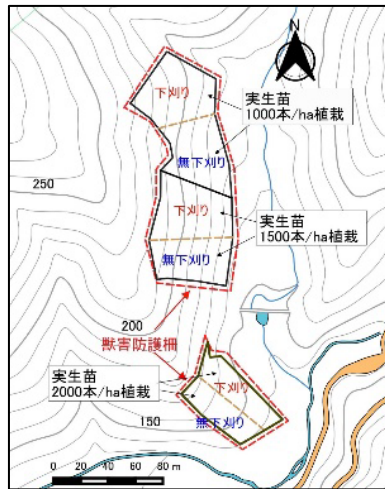 N
下刈り
実生苗
1000本/ha植栽
無下刈り
250
下刈り
実生苗
1500本/ha植栽
無下刈り
200
獣害防護柵
実生苗
2000本/ha植栽
下刈り
150
無下刈り
0 20 40 60 80 m